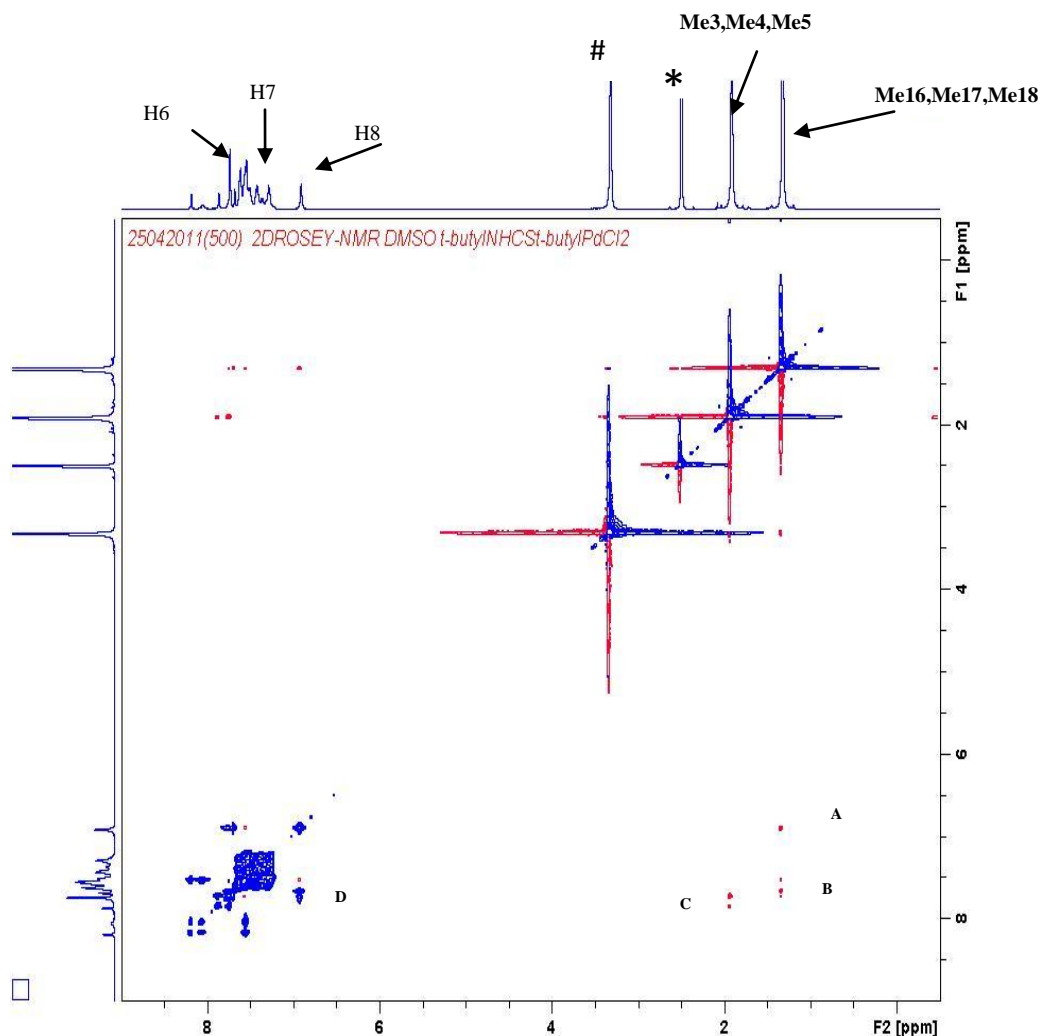 Me3,Me4,Me5
#
*
H7
Me16,Me17,Me18
H6
H8
25042011(500) 2DROSEY-NMR DMSO t-butylNHCSt-butylPdCl2
F1 [ppm]
2
4
6
A
D
C
B
8
8
6
4
2
F2 [ppm]